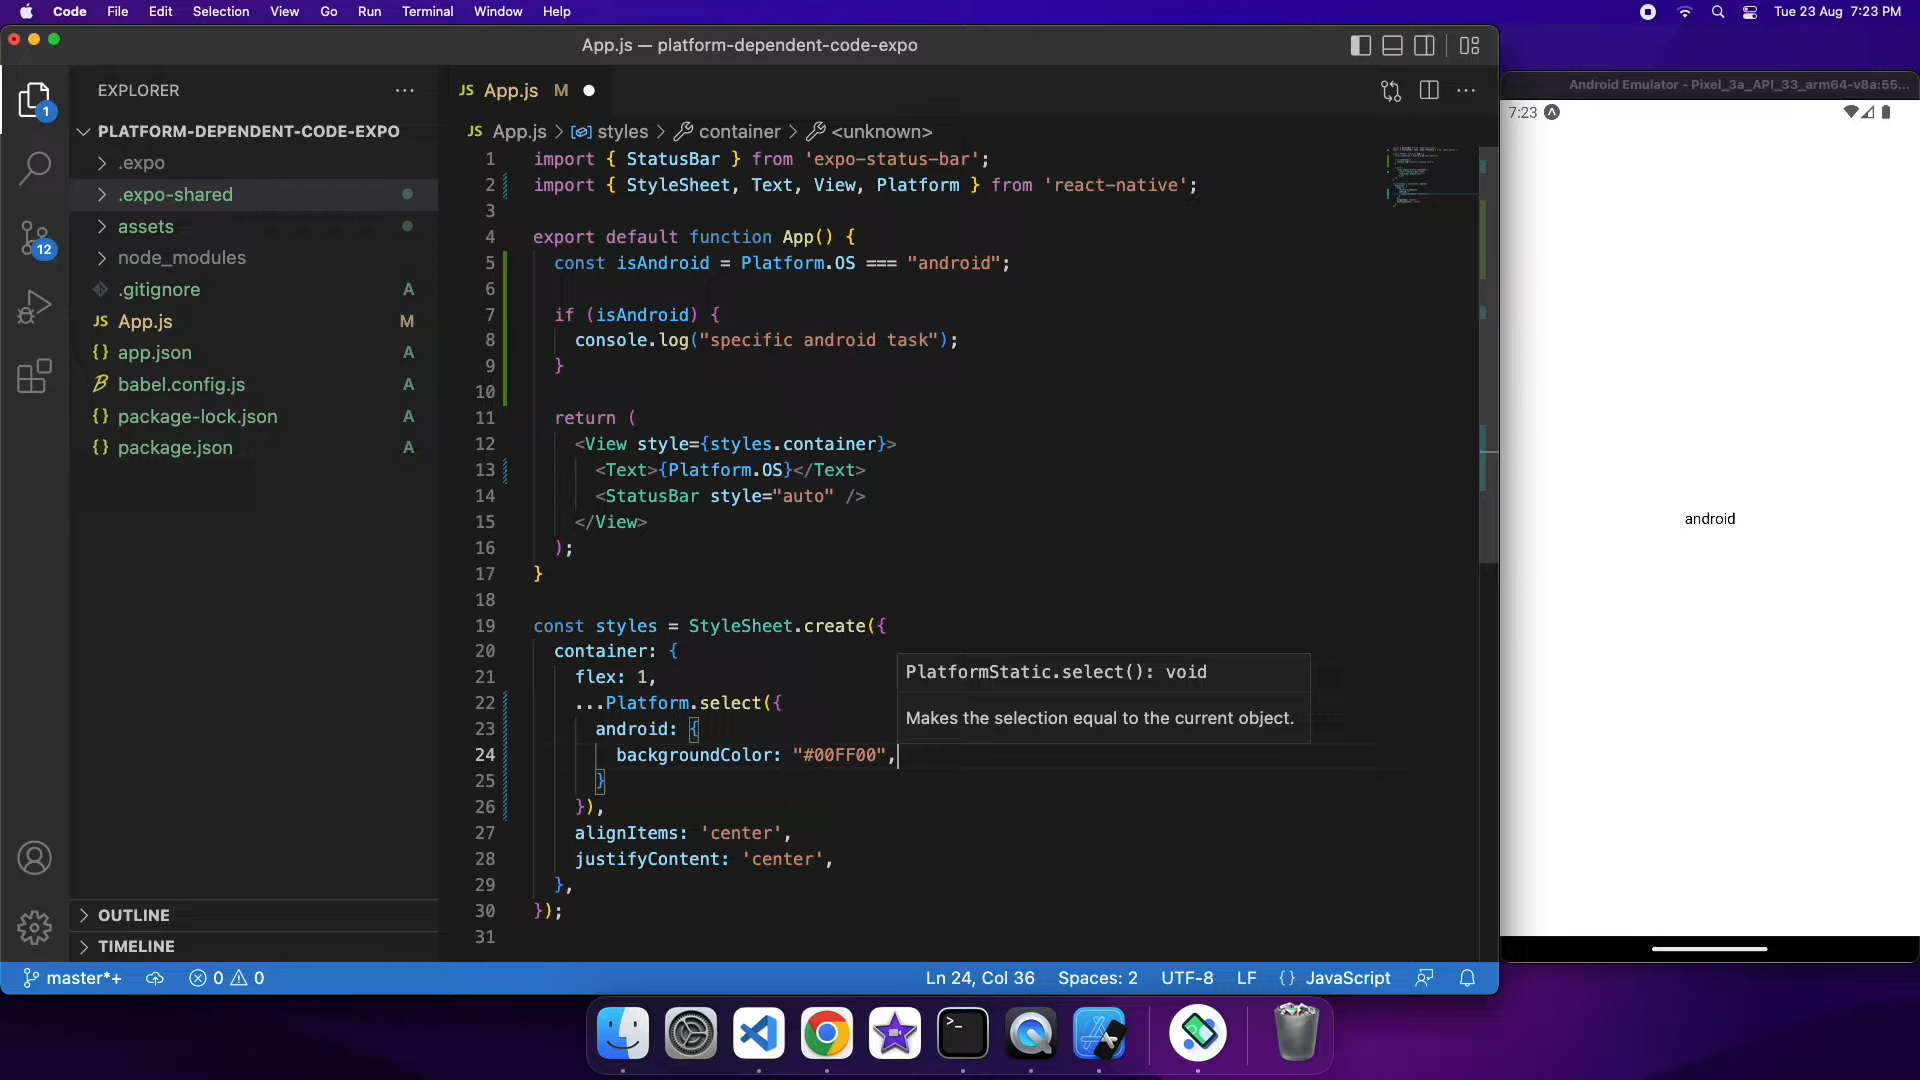 Code File Edit Selection View Go Run Terminal Window Help
Tue 23 Aug 7:23 PM
App.js — platform-dependent-code-expo
EXPLORER
PLATFORM-DEPENDENT-CODE-EXPO
.expo
.expo-shared
assets
node_modules
.gitignore A
JS App.js M
{} app.json A
babel.config.js A
{} package-lock.json A
{} package.json A
OUTLINE
TIMELINE
1
12
JS App.js M
JS App.js > styles > container > <unknown>
1 import { StatusBar } from 'expo-status-bar';
2 import { StyleSheet, Text, View, Platform } from 'react-native';
3
4 export default function App() {
5 const isAndroid = Platform.OS === "android";
6
7 if (isAndroid) {
8 console.log("specific android task");
9 }
10
11 return (
12 <View style={styles.container}>
13 <Text>{Platform.OS}</Text>
14 <StatusBar style="auto" />
15 </View>
16 );
17 }
18
19 const styles = StyleSheet.create({
20 container: {
21 flex: 1,
22 ...Platform.select({
23 android: {
24 backgroundColor: "#00FF00",
25 }
26 }),
27 alignItems: 'center',
28 justifyContent: 'center',
29 },
30 });
31
PlatformStatic.select(): void
Makes the selection equal to the current object.
master*+ 0 0
Ln 24, Col 36 Spaces: 2 UTF-8 LF {} JavaScript
Android Emulator - Pixel_3a_API_33_arm64-v8a:55...
7:23
android